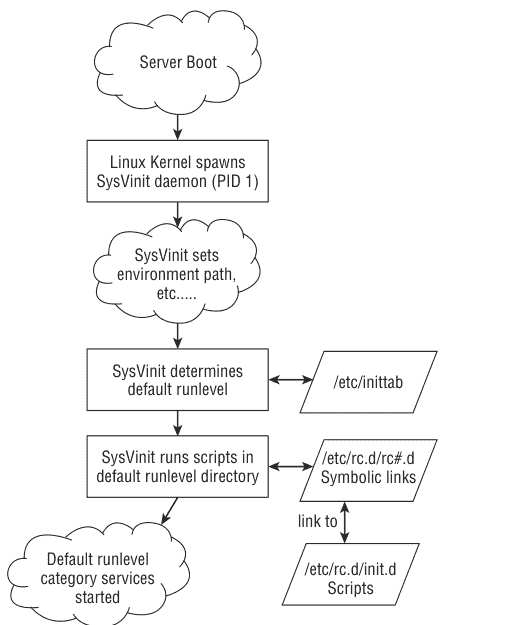 Server Boot
Linux Kernel spawns
SysVinit daemon (PID 1)
SysVinit sets
environment path,
etc.....
SysVinit determines
default runlevel
/etc/inittab
SysVinit runs scripts in
default runlevel directory
/etc/rc.d/rc#.d
Symbolic links
link to
/etc/rc.d/init.d
Scripts
Default runlevel
category services
started